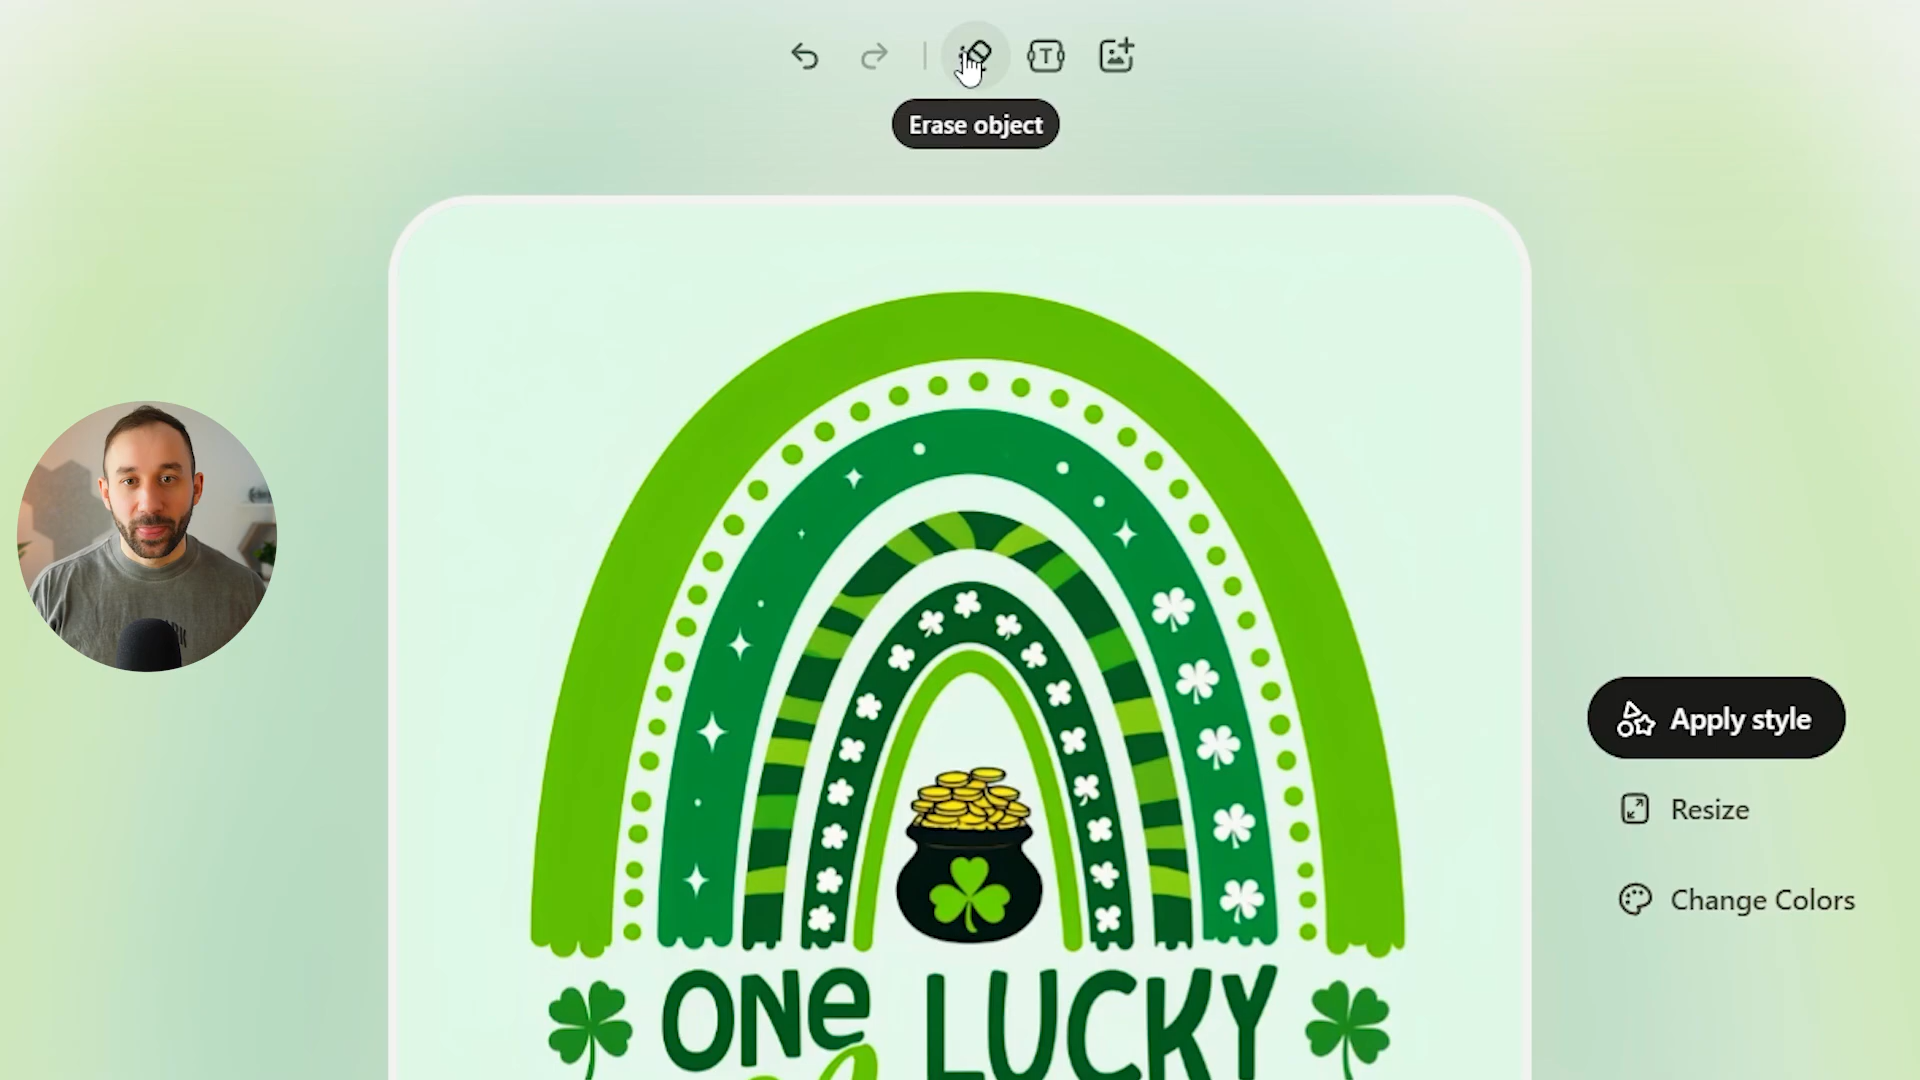 T
Erase object
Apply style
Resize
Change Colors
ONe LUCKY